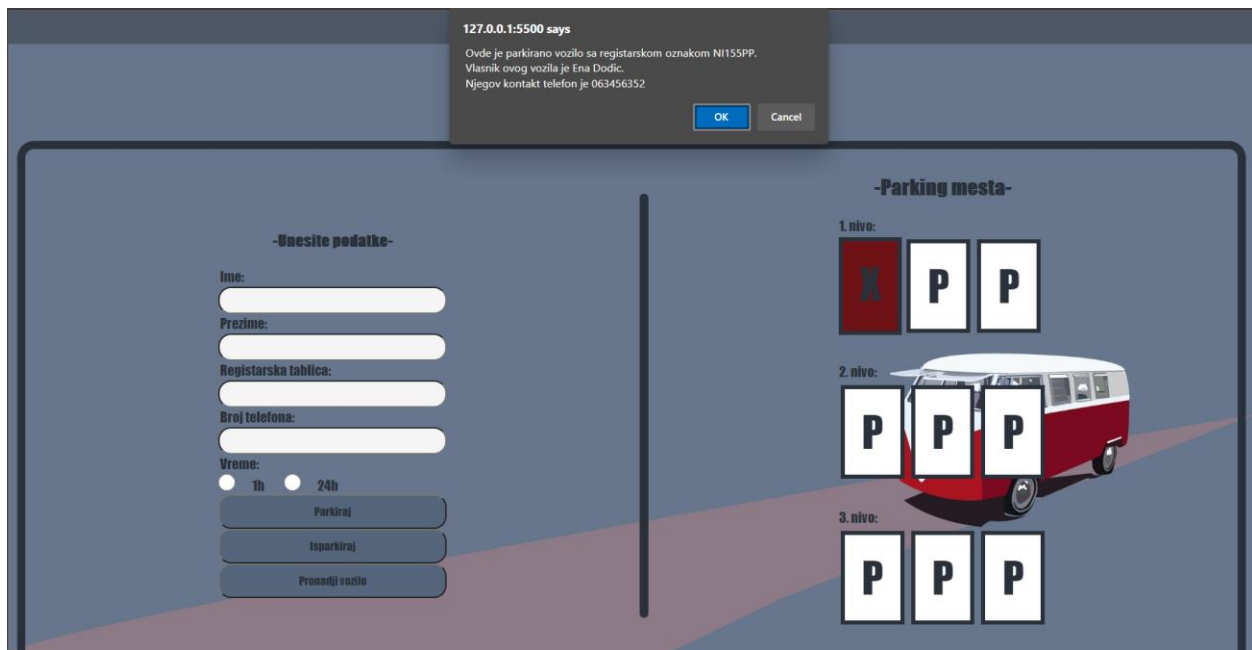 127.0.0.1:5500 says
Ovde je parkirano vozilo sa registarskom oznakom NI155PP.
Vlasnik ovog vozila je Ena Dodic.
Njegov kontakt telefon je 063456352
OK Cancel
-Unesite podatke-
Ime:
Prezime:
Registarska tablica:
Broj telefona:
Vreme:
1h 24h
Parkiraj
Isparkiraj
Pronadji vozilo
-Parking mesta-
1. nivo:
X P P
2. nivo:
P P P
3. nivo:
P P P